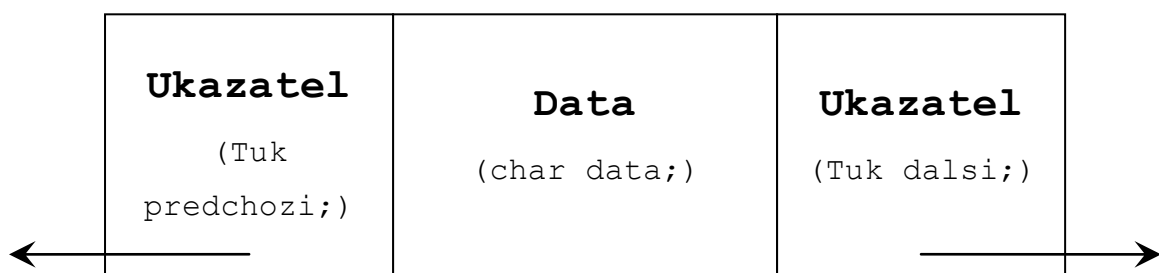 Ukazatel
(Tuk
predchozi;)
Data
(char data;)
Ukazatel
(Tuk dalsi;)